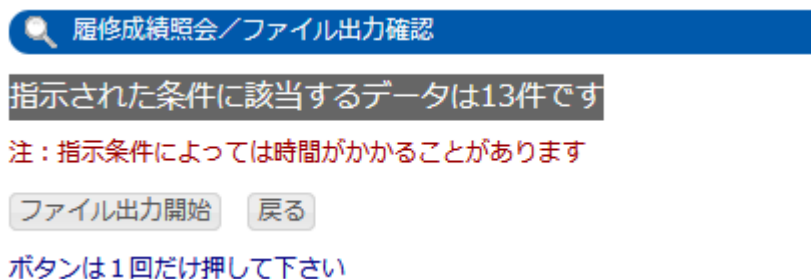 履修成績照会／ファイル出力確認
指示された条件に該当するデータは13件です
注：指示条件によっては時間がかかることがあります
ファイル出力開始 戻る
ボタンは１回だけ押して下さい